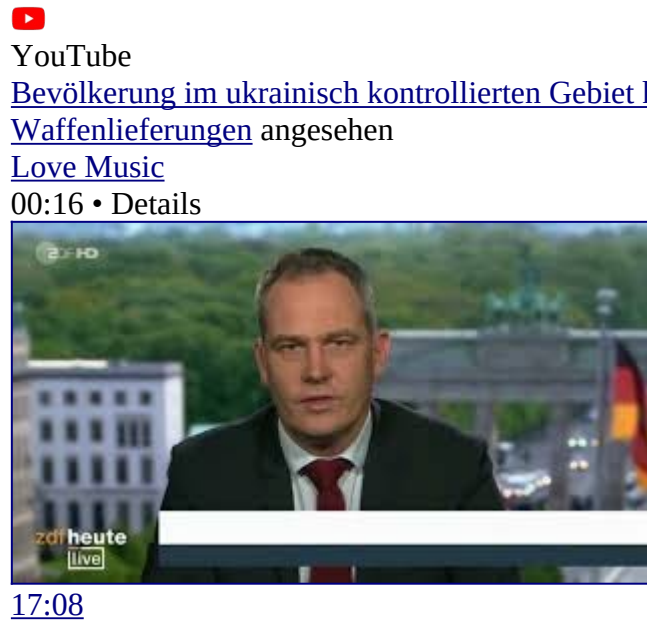 YouTube
Bevölkerung im ukrainisch kontrollierten Gebiet
Waffenlieferungen angesehen
Love Music
00:16 • Details
ZDF HD
zdf heute
live
17:08